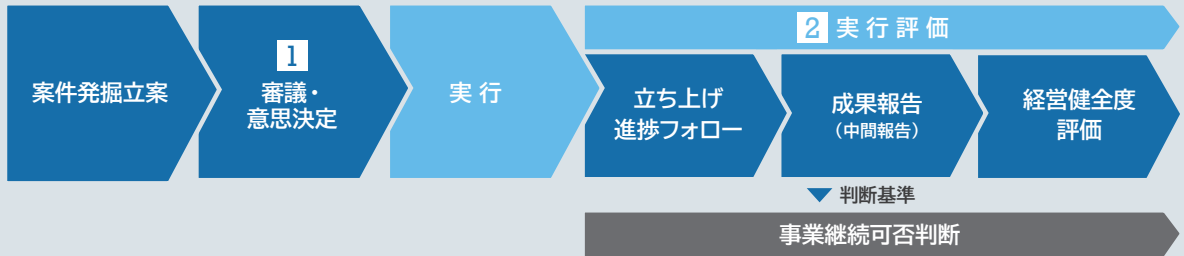 案件発掘立案
1
審議・
意思決定
実行
2 実行評価
立ち上げ
進捗フォロー
成果報告
（中間報告）
経営健全度
評価
判断基準
事業継続可否判断